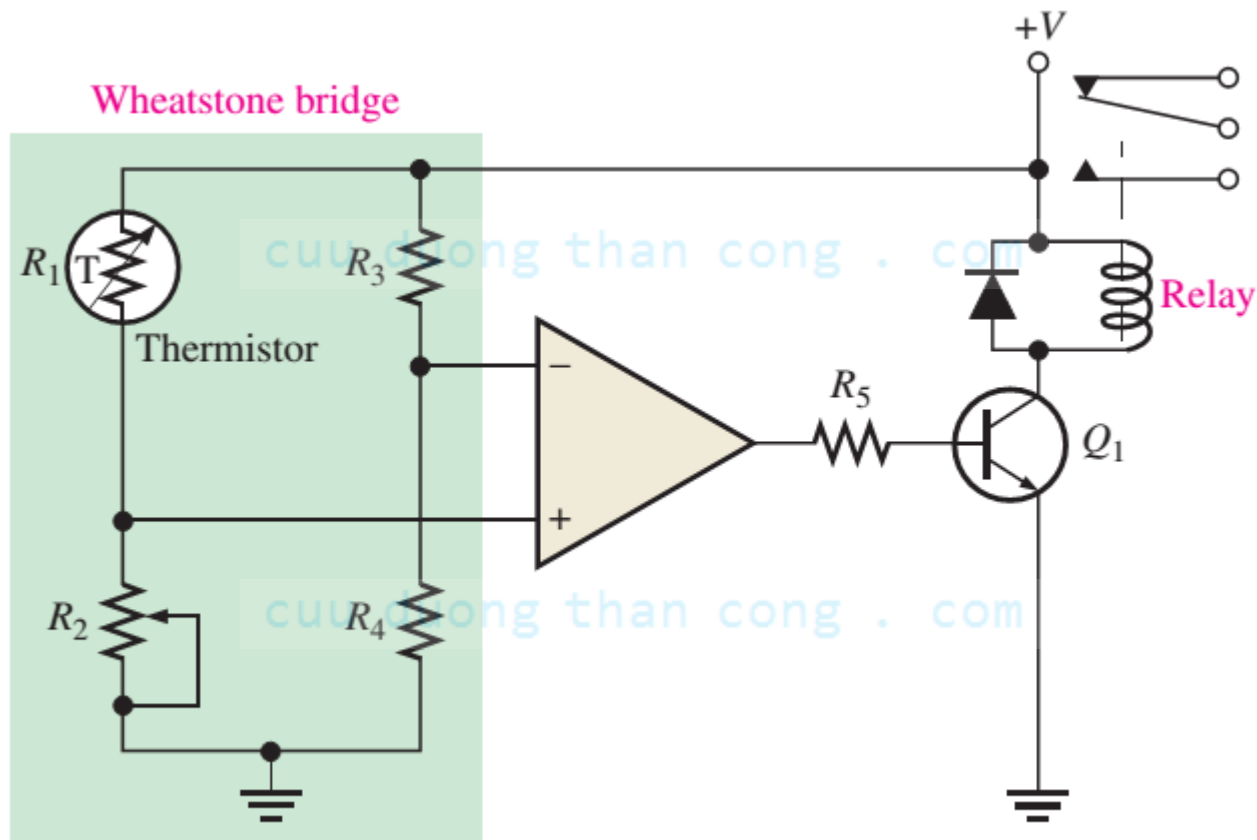 +V
Wheatstone bridge
cuu duong than cong . com
R1
T
R3
Relay
Thermistor
−
R5
Q1
+
cuu duong than cong . com
R2
R4